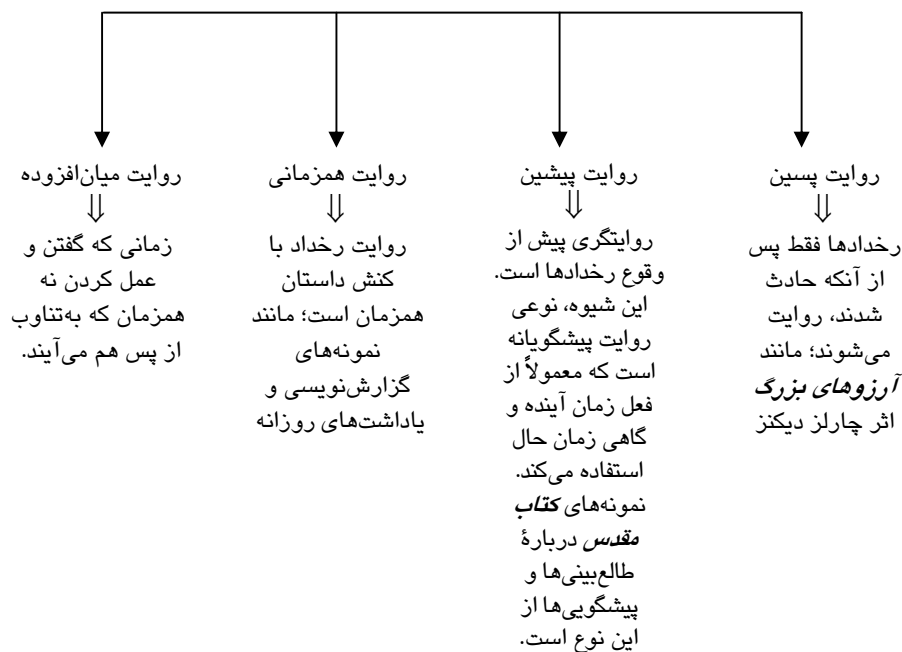 روایت پسین
⇓
رخدادها فقط پس
از آنکه حادث
شدند، روایت
می‌شوند؛ مانند
آرزوهای بزرگ
اثر چارلز دیکنز
روایت پیشین
⇓
روایتگری پیش از
وقوع رخدادها است.
این شیوه، نوعی
روایت پیشگویانه
است که معمولاً از
فعل زمان آینده و
گاهی زمان حال
استفاده می‌کند.
نمونه‌های کتاب
مقدس دربارهٔ
طالع‌بینی‌ها و
پیشگویی‌ها از
این نوع است.
روایت همزمانی
⇓
روایت رخداد با
کنش داستان
همزمان است؛ مانند
نمونه‌های
گزارش‌نویسی و
یاداشت‌های روزانه
روایت میان‌افزوده
⇓
زمانی که گفتن و
عمل کردن نه
همزمان که به‌تناوب
از پس هم می‌آیند.